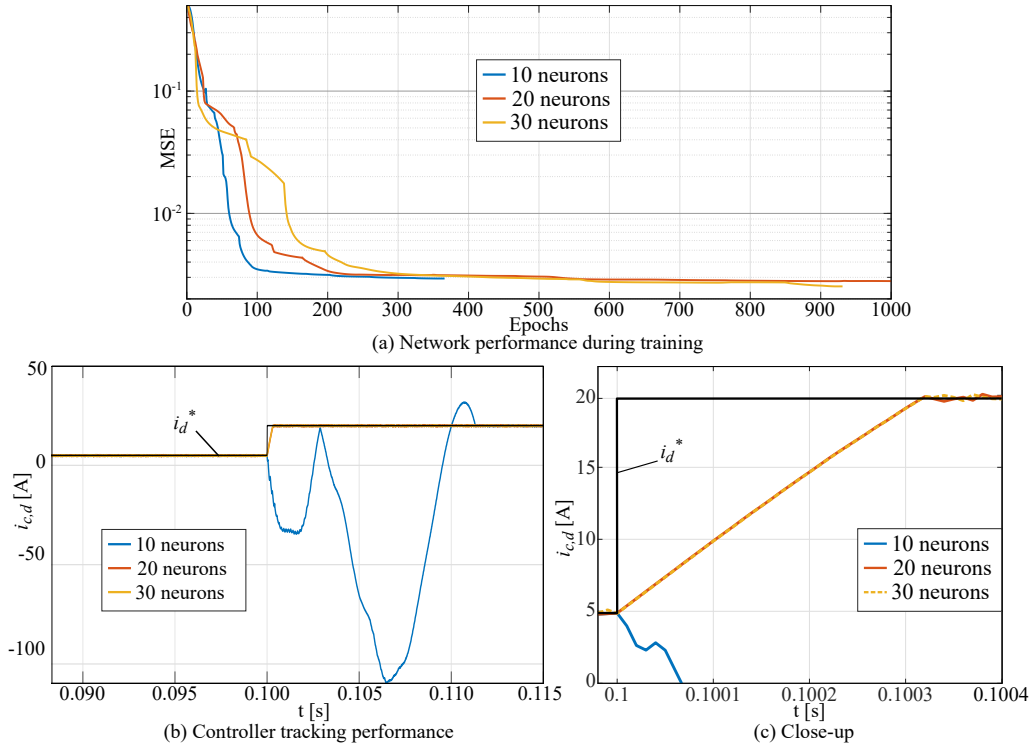 10⁻¹
10⁻²
MSE
10 neurons
20 neurons
30 neurons
0 100 200 300 400 500 600 700 800 900 1000
Epochs
(a) Network performance during training
50
0
-50
-100
i_{c,d} [A]
i_d^*
10 neurons
20 neurons
30 neurons
0.090 0.095 0.100 0.105 0.110 0.115
t [s]
(b) Controller tracking performance
20
15
10
5
0
i_{c,d} [A]
i_d^*
10 neurons
20 neurons
30 neurons
0.1 0.1001 0.1002 0.1003 0.1004
t [s]
(c) Close-up